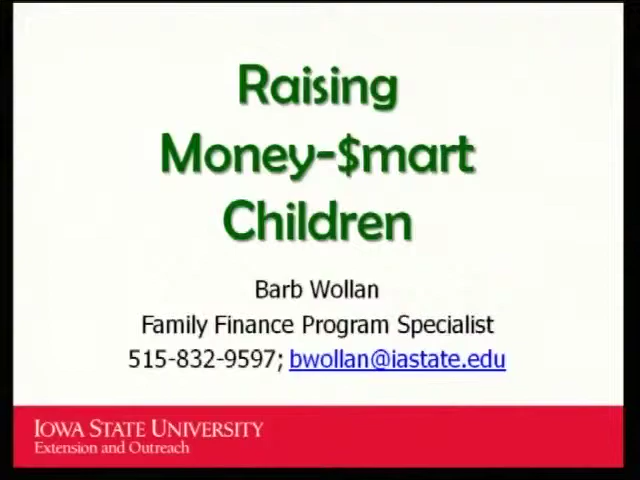 Raising
Money-$mart
Children
Barb Wollan
Family Finance Program Specialist
515-832-9597; bwollan@iastate.edu
IOWA STATE UNIVERSITY
Extension and Outreach